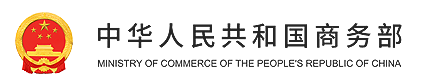 中华人民共和国商务部
MINISTRY OF COMMERCE OF THE PEOPLE'S REPUBLIC OF CHINA